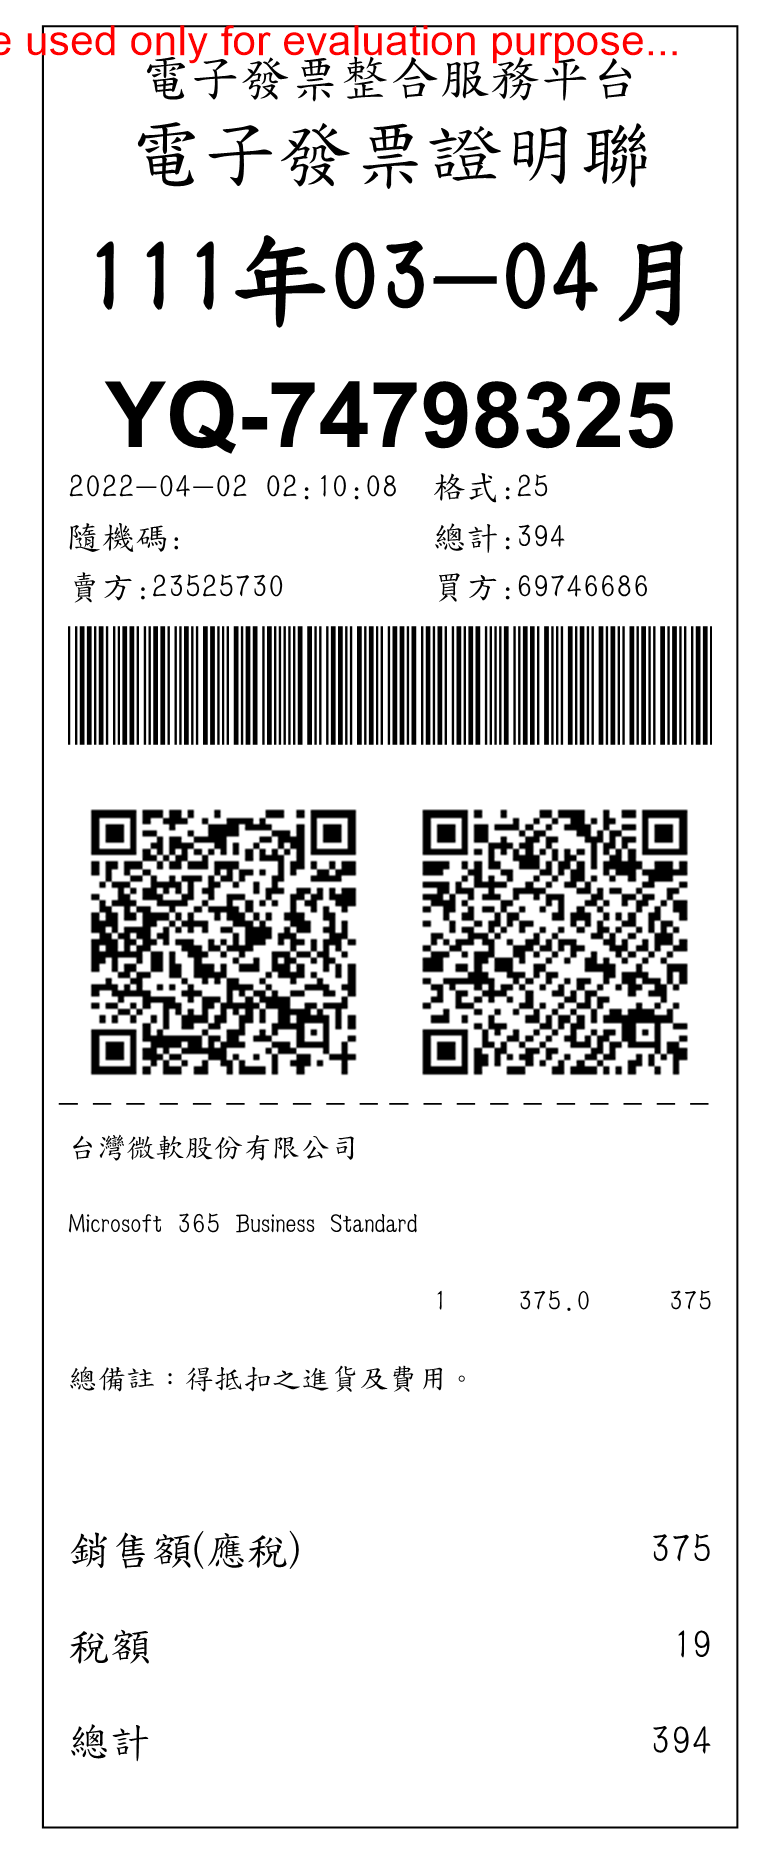 e used only for evaluation purpose...
電子發票整合服務平台
電子發票證明聯
111年03-04月
YQ-74798325
2022-04-02 02:10:08 格式:25
隨機碼: 總計:394
賣方:23525730 買方:69746686
台灣微軟股份有限公司
Microsoft 365 Business Standard
1 375.0 375
總備註：得抵扣之進貨及費用。
銷售額(應稅) 375
稅額 19
總計 394